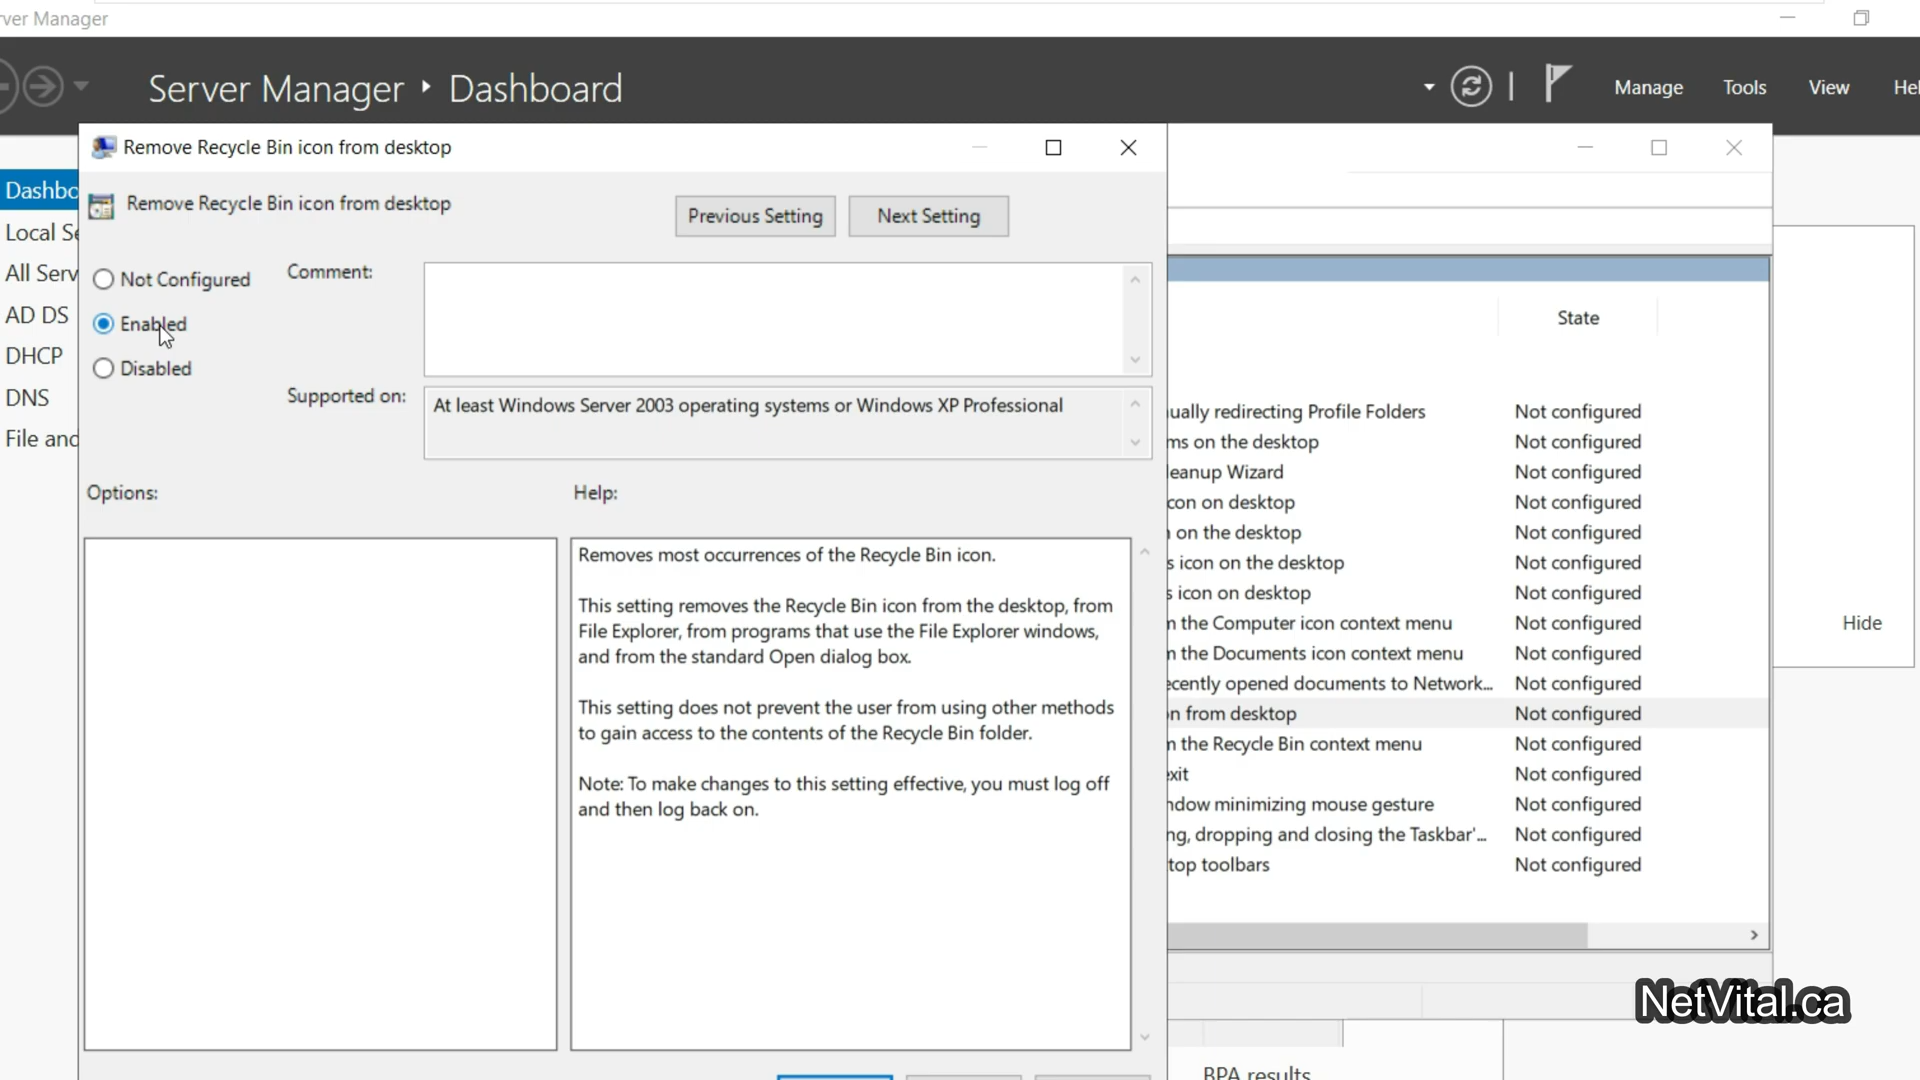 ver Manager
Server Manager
Dashboard
Manage
Tools
View
Hel
Remove Recycle Bin icon from desktop
Remove Recycle Bin icon from desktop
Previous Setting
Next Setting
Dashbo
Local Se
All Serv
AD DS
DHCP
DNS
File and
Not Configured
Enabled
Disabled
Comment:
Supported on:
At least Windows Server 2003 operating systems or Windows XP Professional
Options:
Help:
Removes most occurrences of the Recycle Bin icon.
This setting removes the Recycle Bin icon from the desktop, from
File Explorer, from programs that use the File Explorer windows,
and from the standard Open dialog box.
This setting does not prevent the user from using other methods
to gain access to the contents of the Recycle Bin folder.
Note: To make changes to this setting effective, you must log off
and then log back on.
State
ually redirecting Profile Folders Not configured
ms on the desktop Not configured
leanup Wizard Not configured
con on desktop Not configured
on the desktop Not configured
s icon on the desktop Not configured
s icon on desktop Not configured
n the Computer icon context menu Not configured
n the Documents icon context menu Not configured
ecently opened documents to Network... Not configured
n from desktop Not configured
n the Recycle Bin context menu Not configured
exit Not configured
ndow minimizing mouse gesture Not configured
ng, dropping and closing the Taskbar'... Not configured
top toolbars Not configured
Hide
NetVital.ca
BPA results